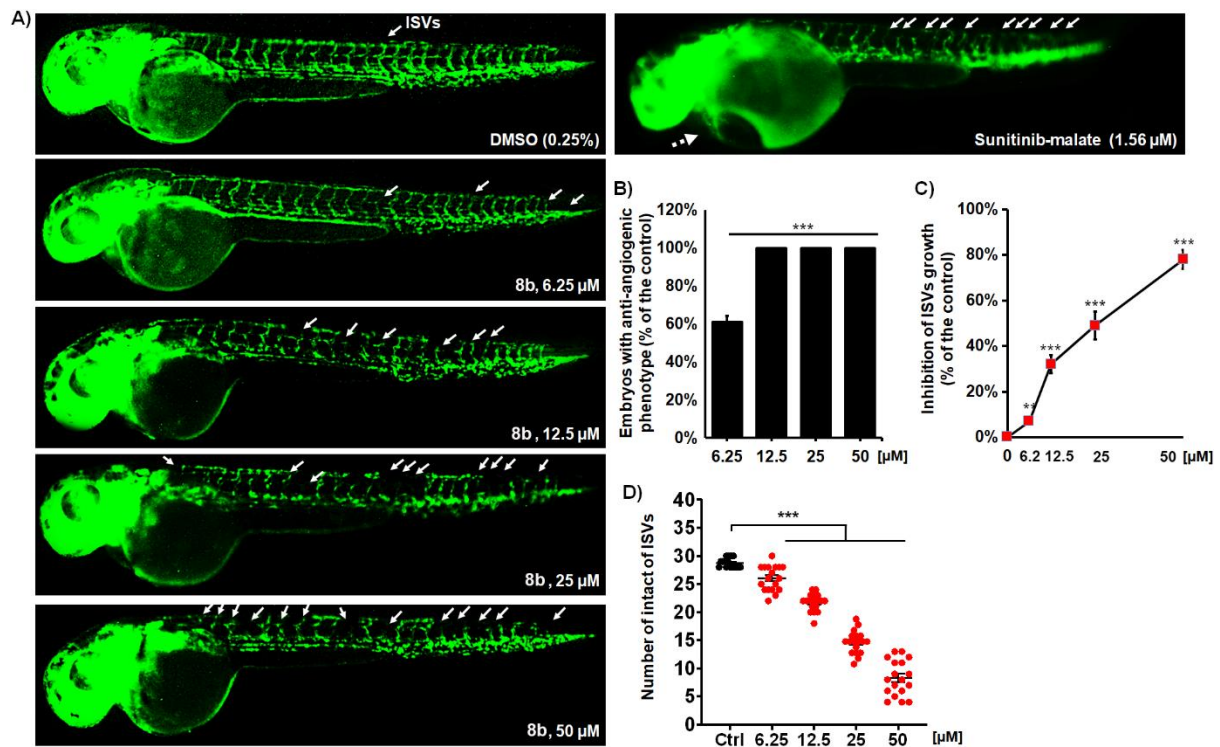 A)
ISVs
DMSO (0.25%)
Sunitinib-malate (1.56 µM)
8b, 6.25 µM
8b, 12.5 µM
8b, 25 µM
8b, 50 µM
B)
Embryos with anti-angiogenic
phenotype (% of the control)
120%
100%
80%
60%
40%
20%
0%
***
6.25 12.5 25 50 [µM]
C)
Inhibition of ISVs growth
(% of the control)
100%
80%
60%
40%
20%
0%
**
***
***
***
0 6.2 12.5 25 50 [µM]
D)
Number of intact of ISVs
40
35
30
25
20
15
10
5
0
***
Ctrl 6.25 12.5 25 50 [µM]